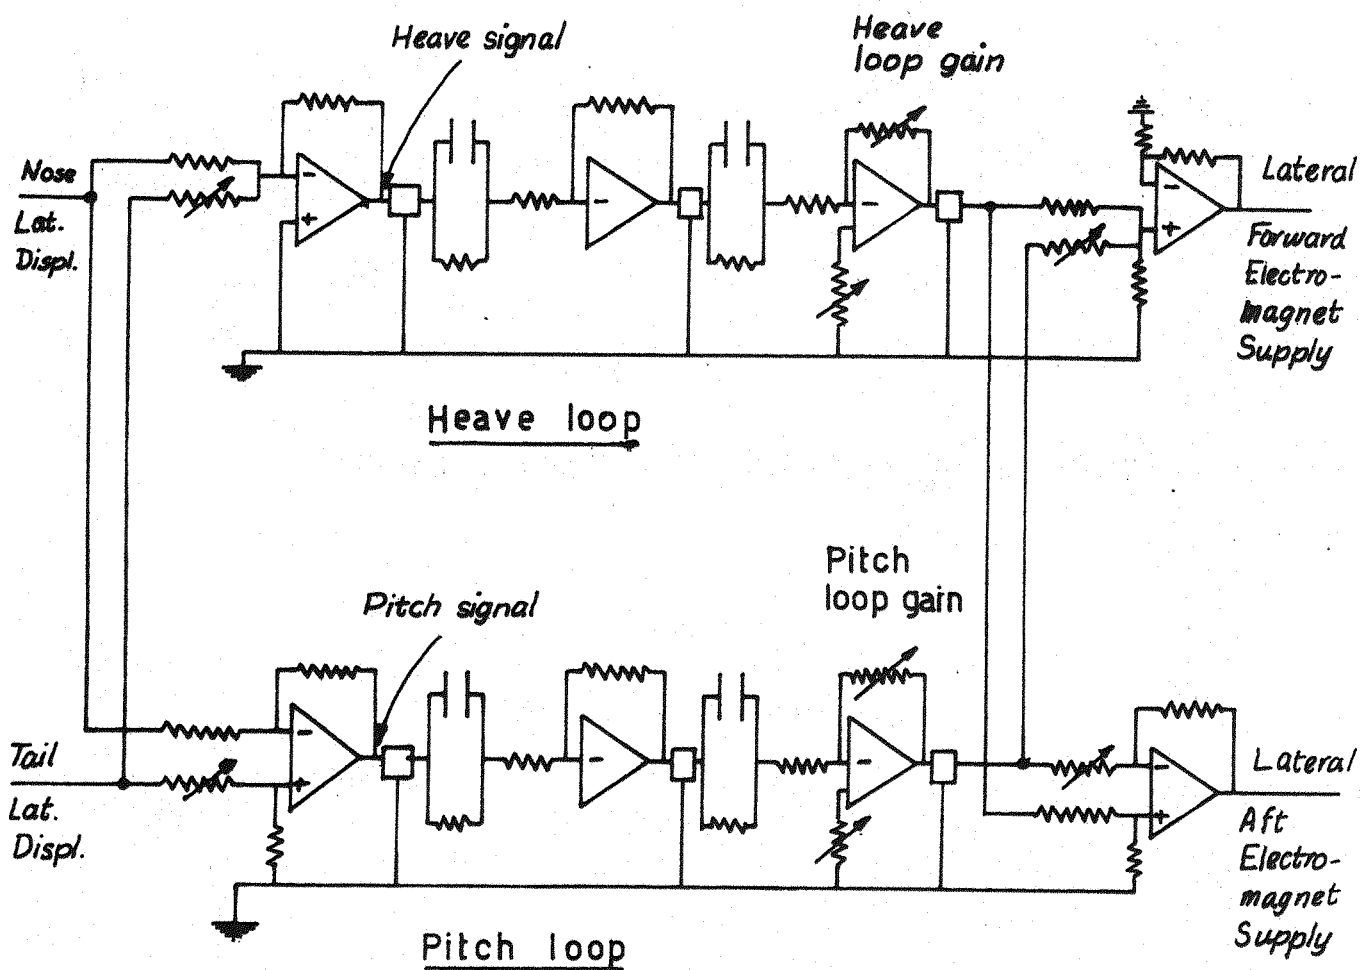 Heave signal
Heave
loop gain
Nose
Lat.
Displ.
Lateral
Forward
Electro-
magnet
Supply
Heave loop
Pitch signal
Pitch
loop gain
Tail
Lat.
Displ.
Lateral
Aft
Electro-
magnet
Supply
Pitch loop